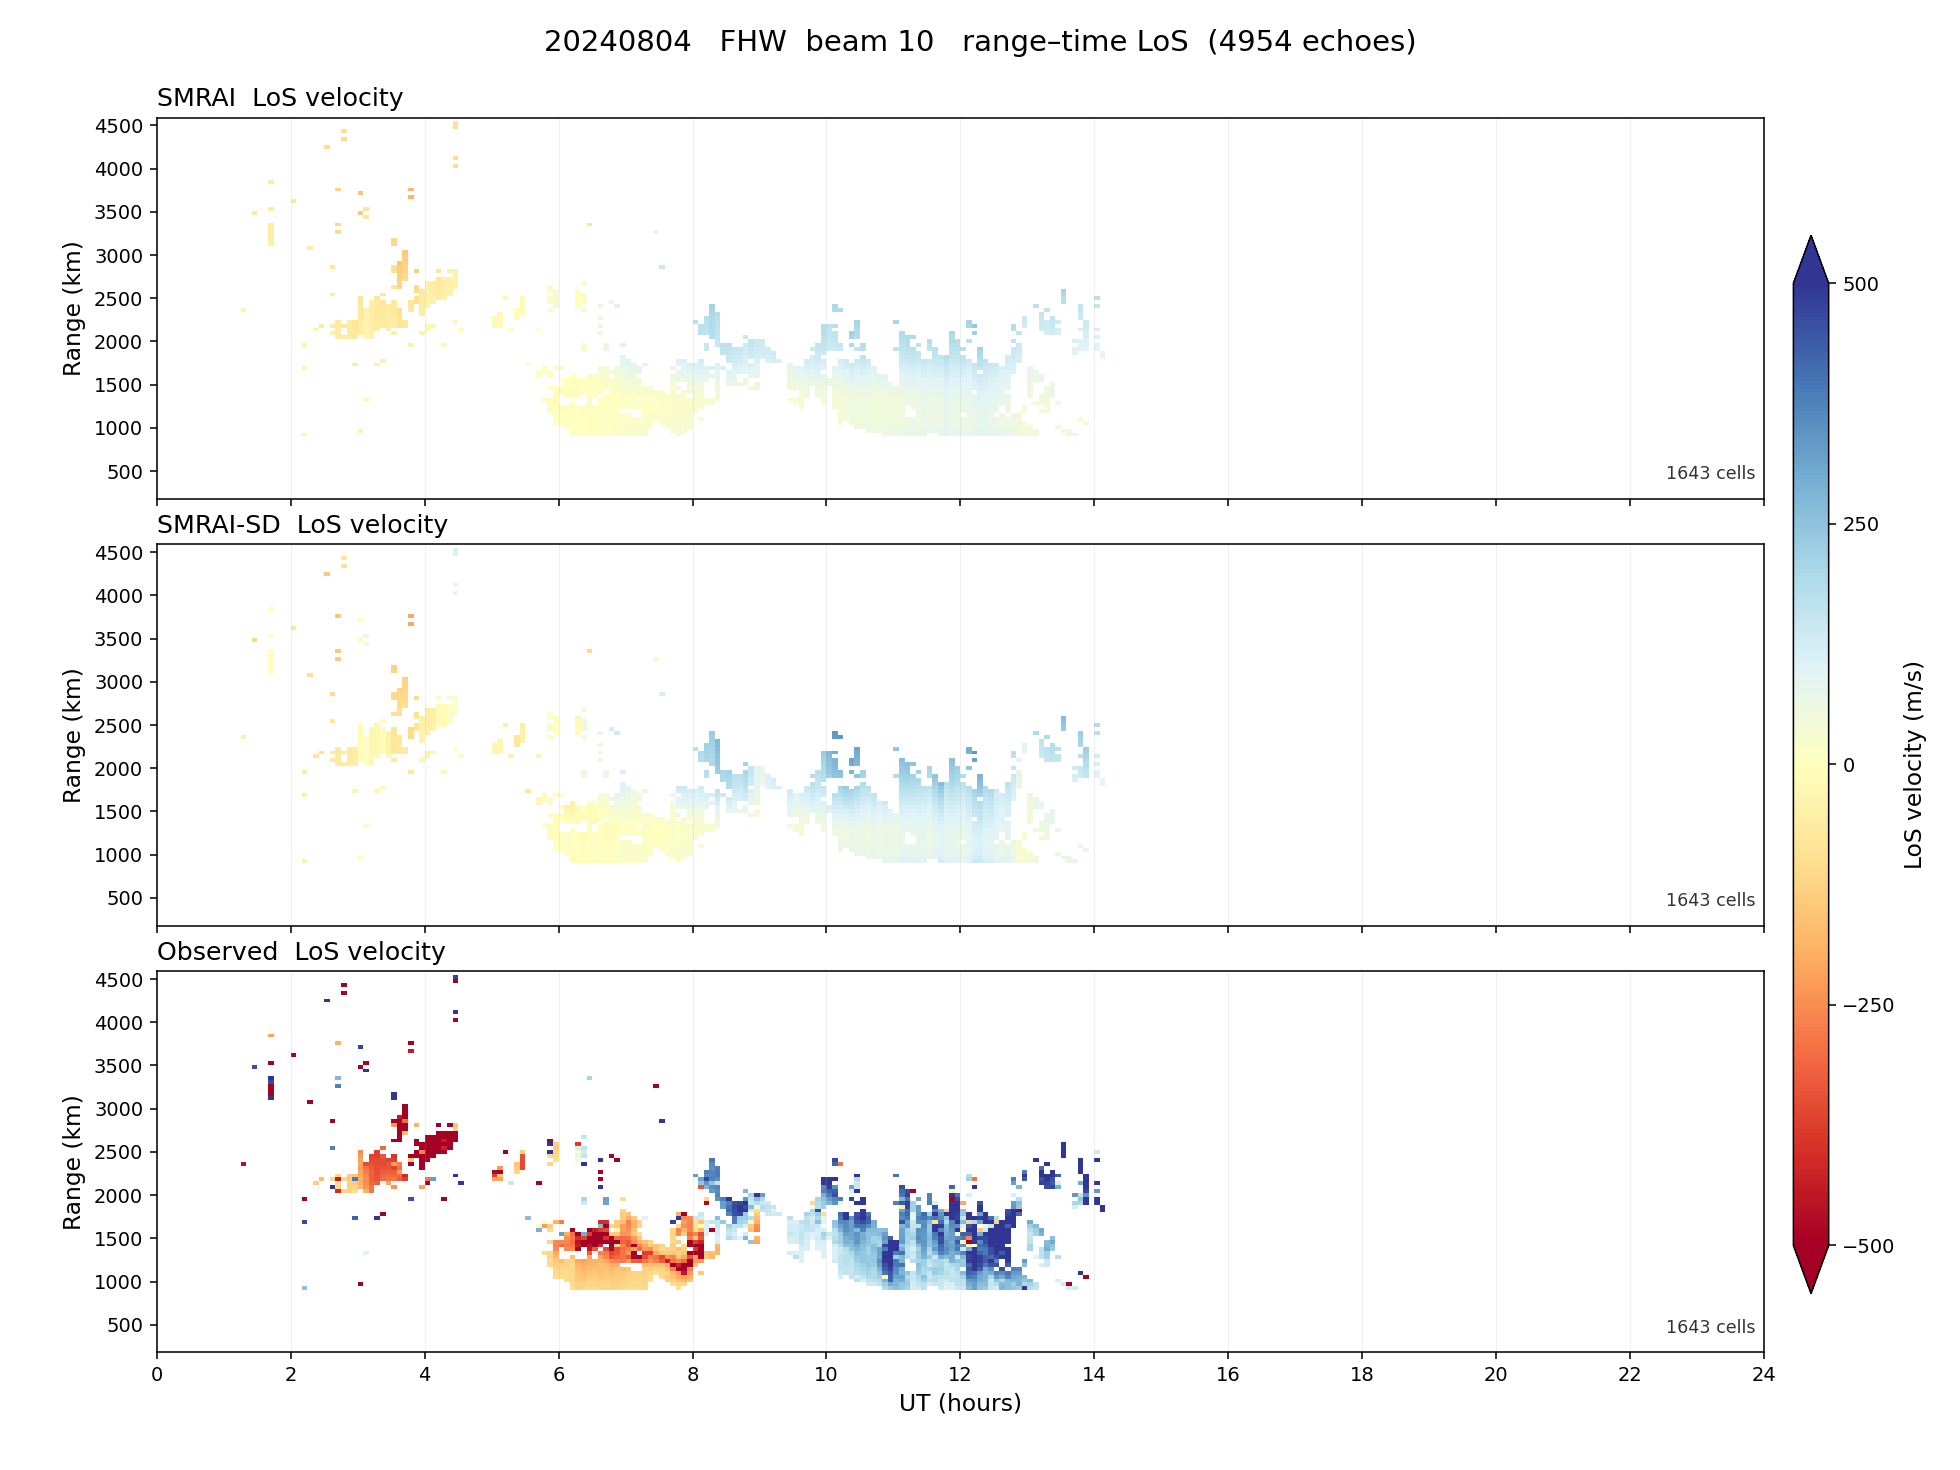 20240804   FHW  beam 10   range–time LoS  (4954 echoes)
SMRAI  LoS velocity
4500
4000
3500
3000
2500
2000
1500
1000
500
Range (km)
1643 cells
SMRAI-SD  LoS velocity
4500
4000
3500
3000
2500
2000
1500
1000
500
Range (km)
1643 cells
Observed  LoS velocity
4500
4000
3500
3000
2500
2000
1500
1000
500
Range (km)
1643 cells
0 2 4 6 8 10 12 14 16 18 20 22 24
UT (hours)
500
250
0
−250
−500
LoS velocity (m/s)